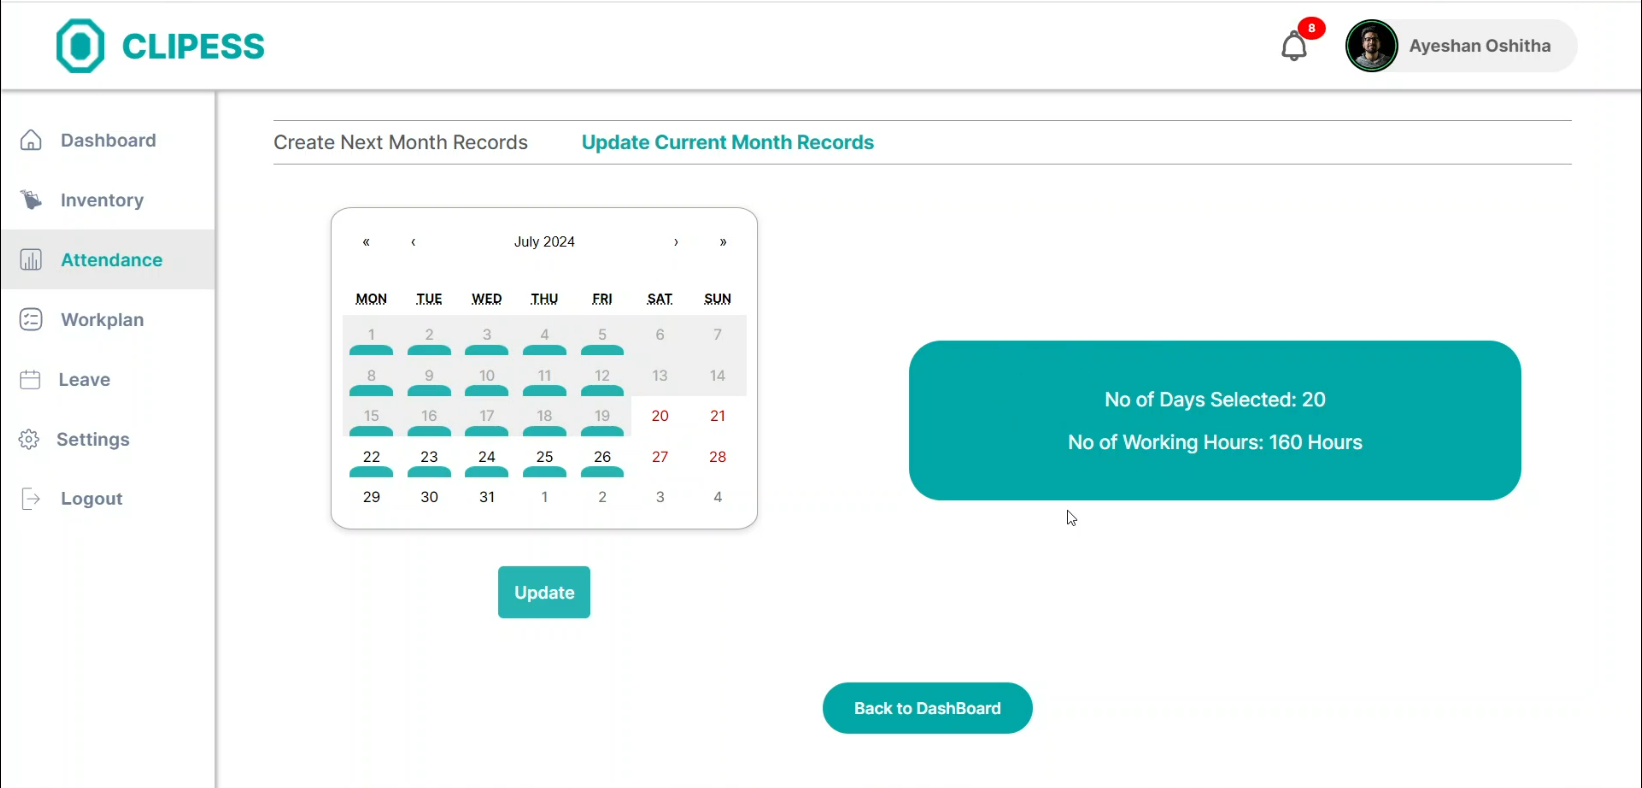 CLIPESS
8
Ayeshan Oshitha
Dashboard
Inventory
Attendance
Workplan
Leave
Settings
Logout
Create Next Month Records Update Current Month Records
« ‹ July 2024 › »
MON TUE WED THU FRI SAT SUN
1 2 3 4 5 6 7
8 9 10 11 12 13 14
15 16 17 18 19 20 21
22 23 24 25 26 27 28
29 30 31 1 2 3 4
Update
No of Days Selected: 20
No of Working Hours: 160 Hours
Back to DashBoard